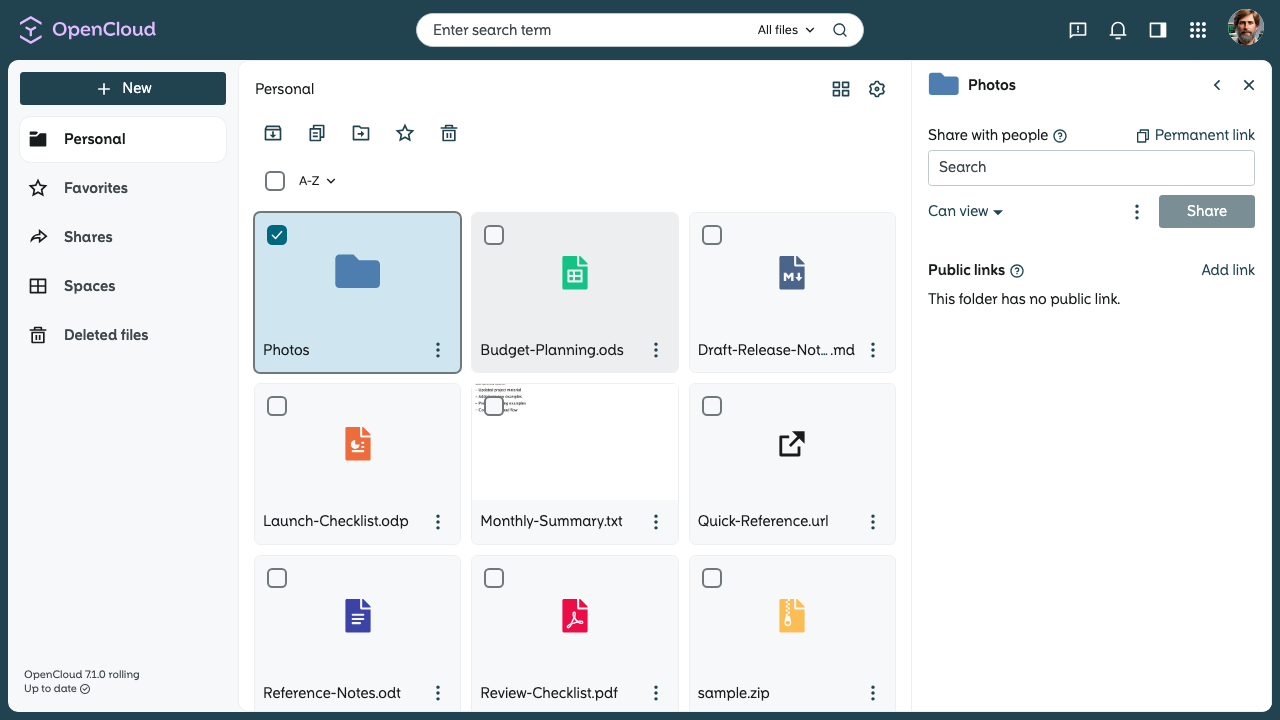 OpenCloud
Enter search term
All files
New
Personal
Favorites
Shares
Spaces
Deleted files
OpenCloud 7.1.0 rolling
Up to date
Personal
A-Z
Photos
Budget-Planning.ods
Draft-Release-Not... .md
M
- Updated project material
Launch-Checklist.odp
Monthly-Summary.txt
Quick-Reference.url
Reference-Notes.odt
Review-Checklist.pdf
sample.zip
Photos
Share with people
Permanent link
Search
Can view
Share
Public links
Add link
This folder has no public link.